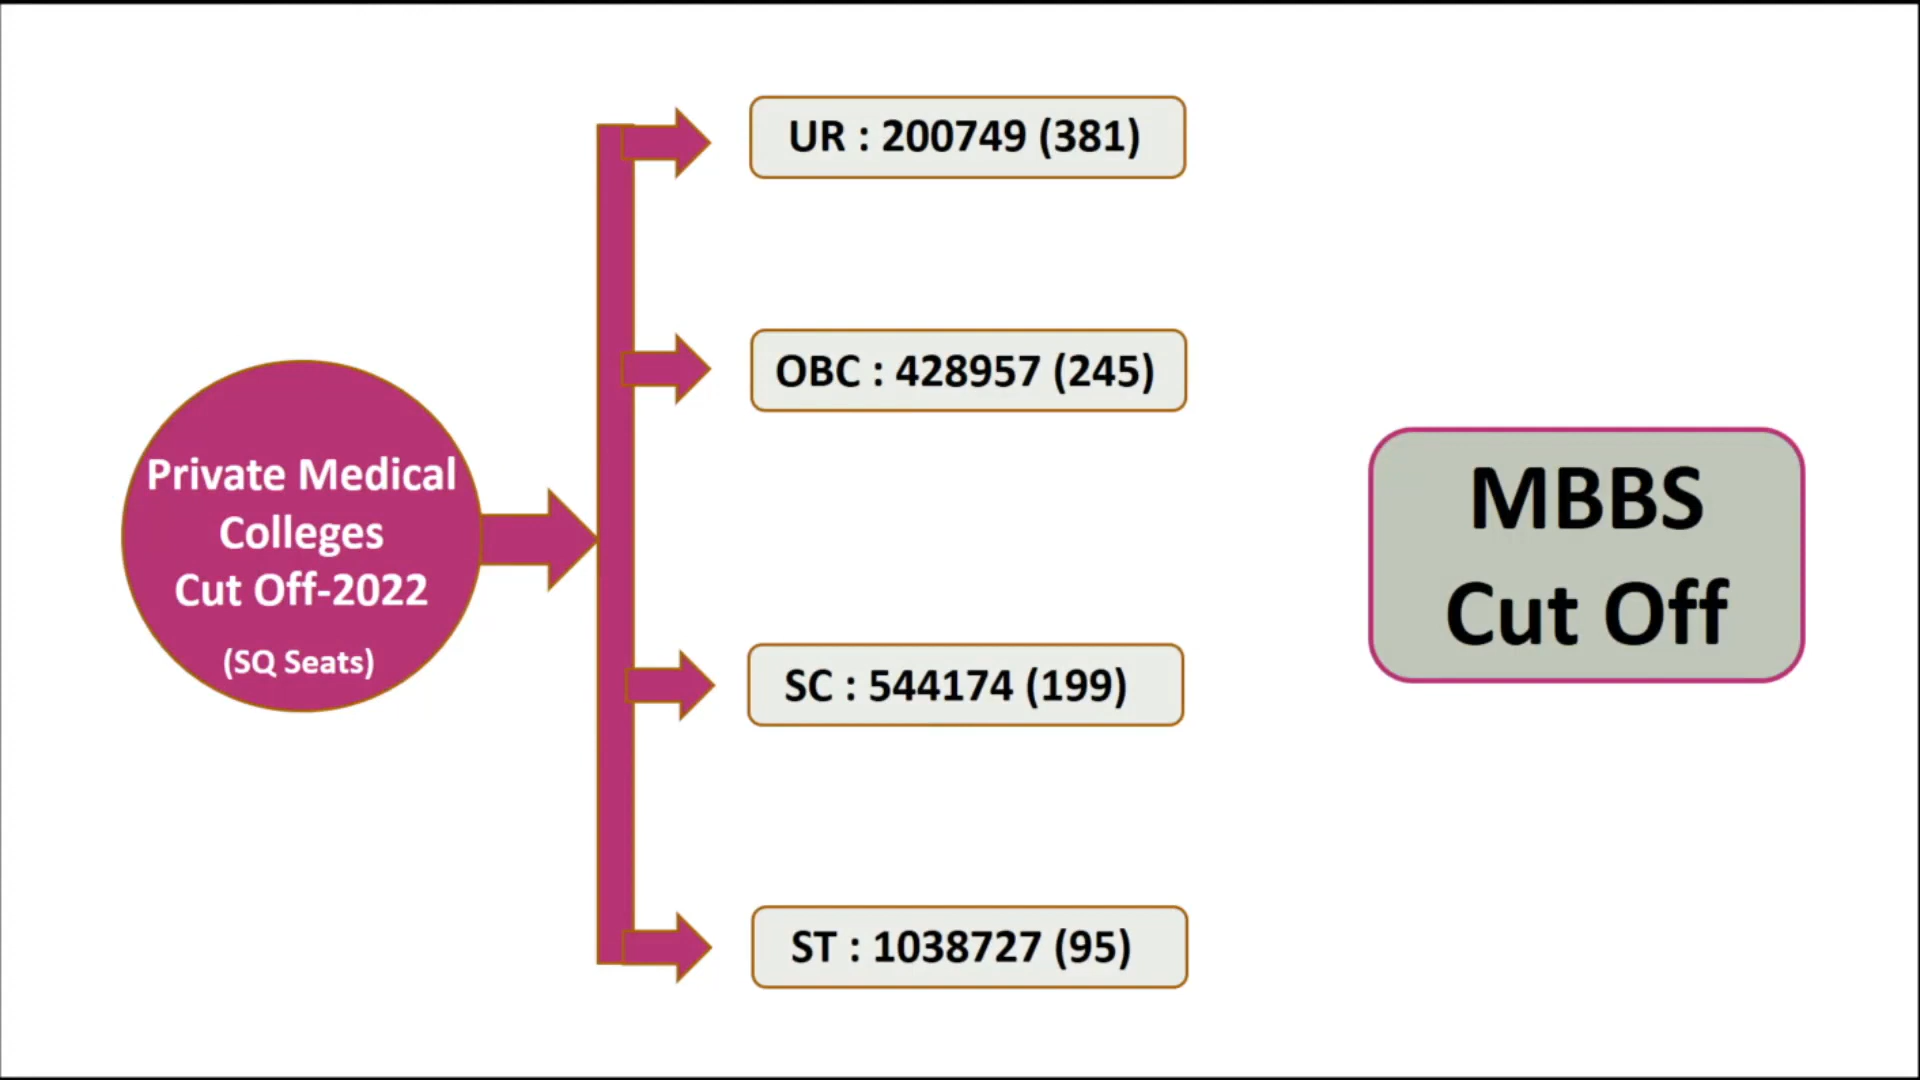 Private Medical
Colleges
Cut Off-2022
(SQ Seats)
UR : 200749 (381)
OBC : 428957 (245)
SC : 544174 (199)
ST : 1038727 (95)
MBBS
Cut Off